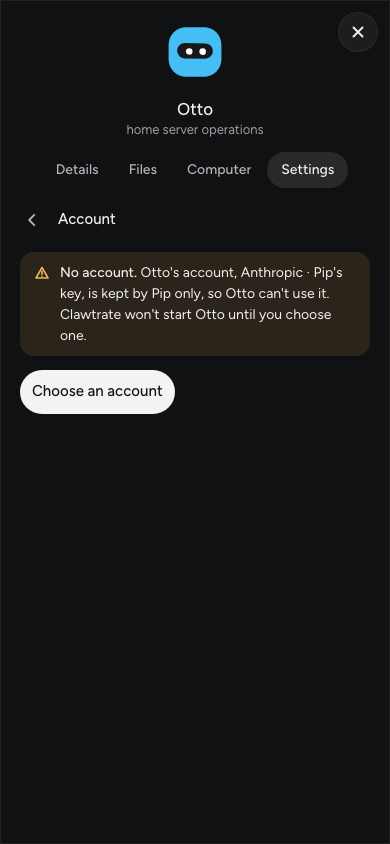 Otto
home server operations
Details Files Computer Settings
Account
No account. Otto's account, Anthropic · Pip's
key, is kept by Pip only, so Otto can't use it.
Clawtrate won't start Otto until you choose
one.
Choose an account